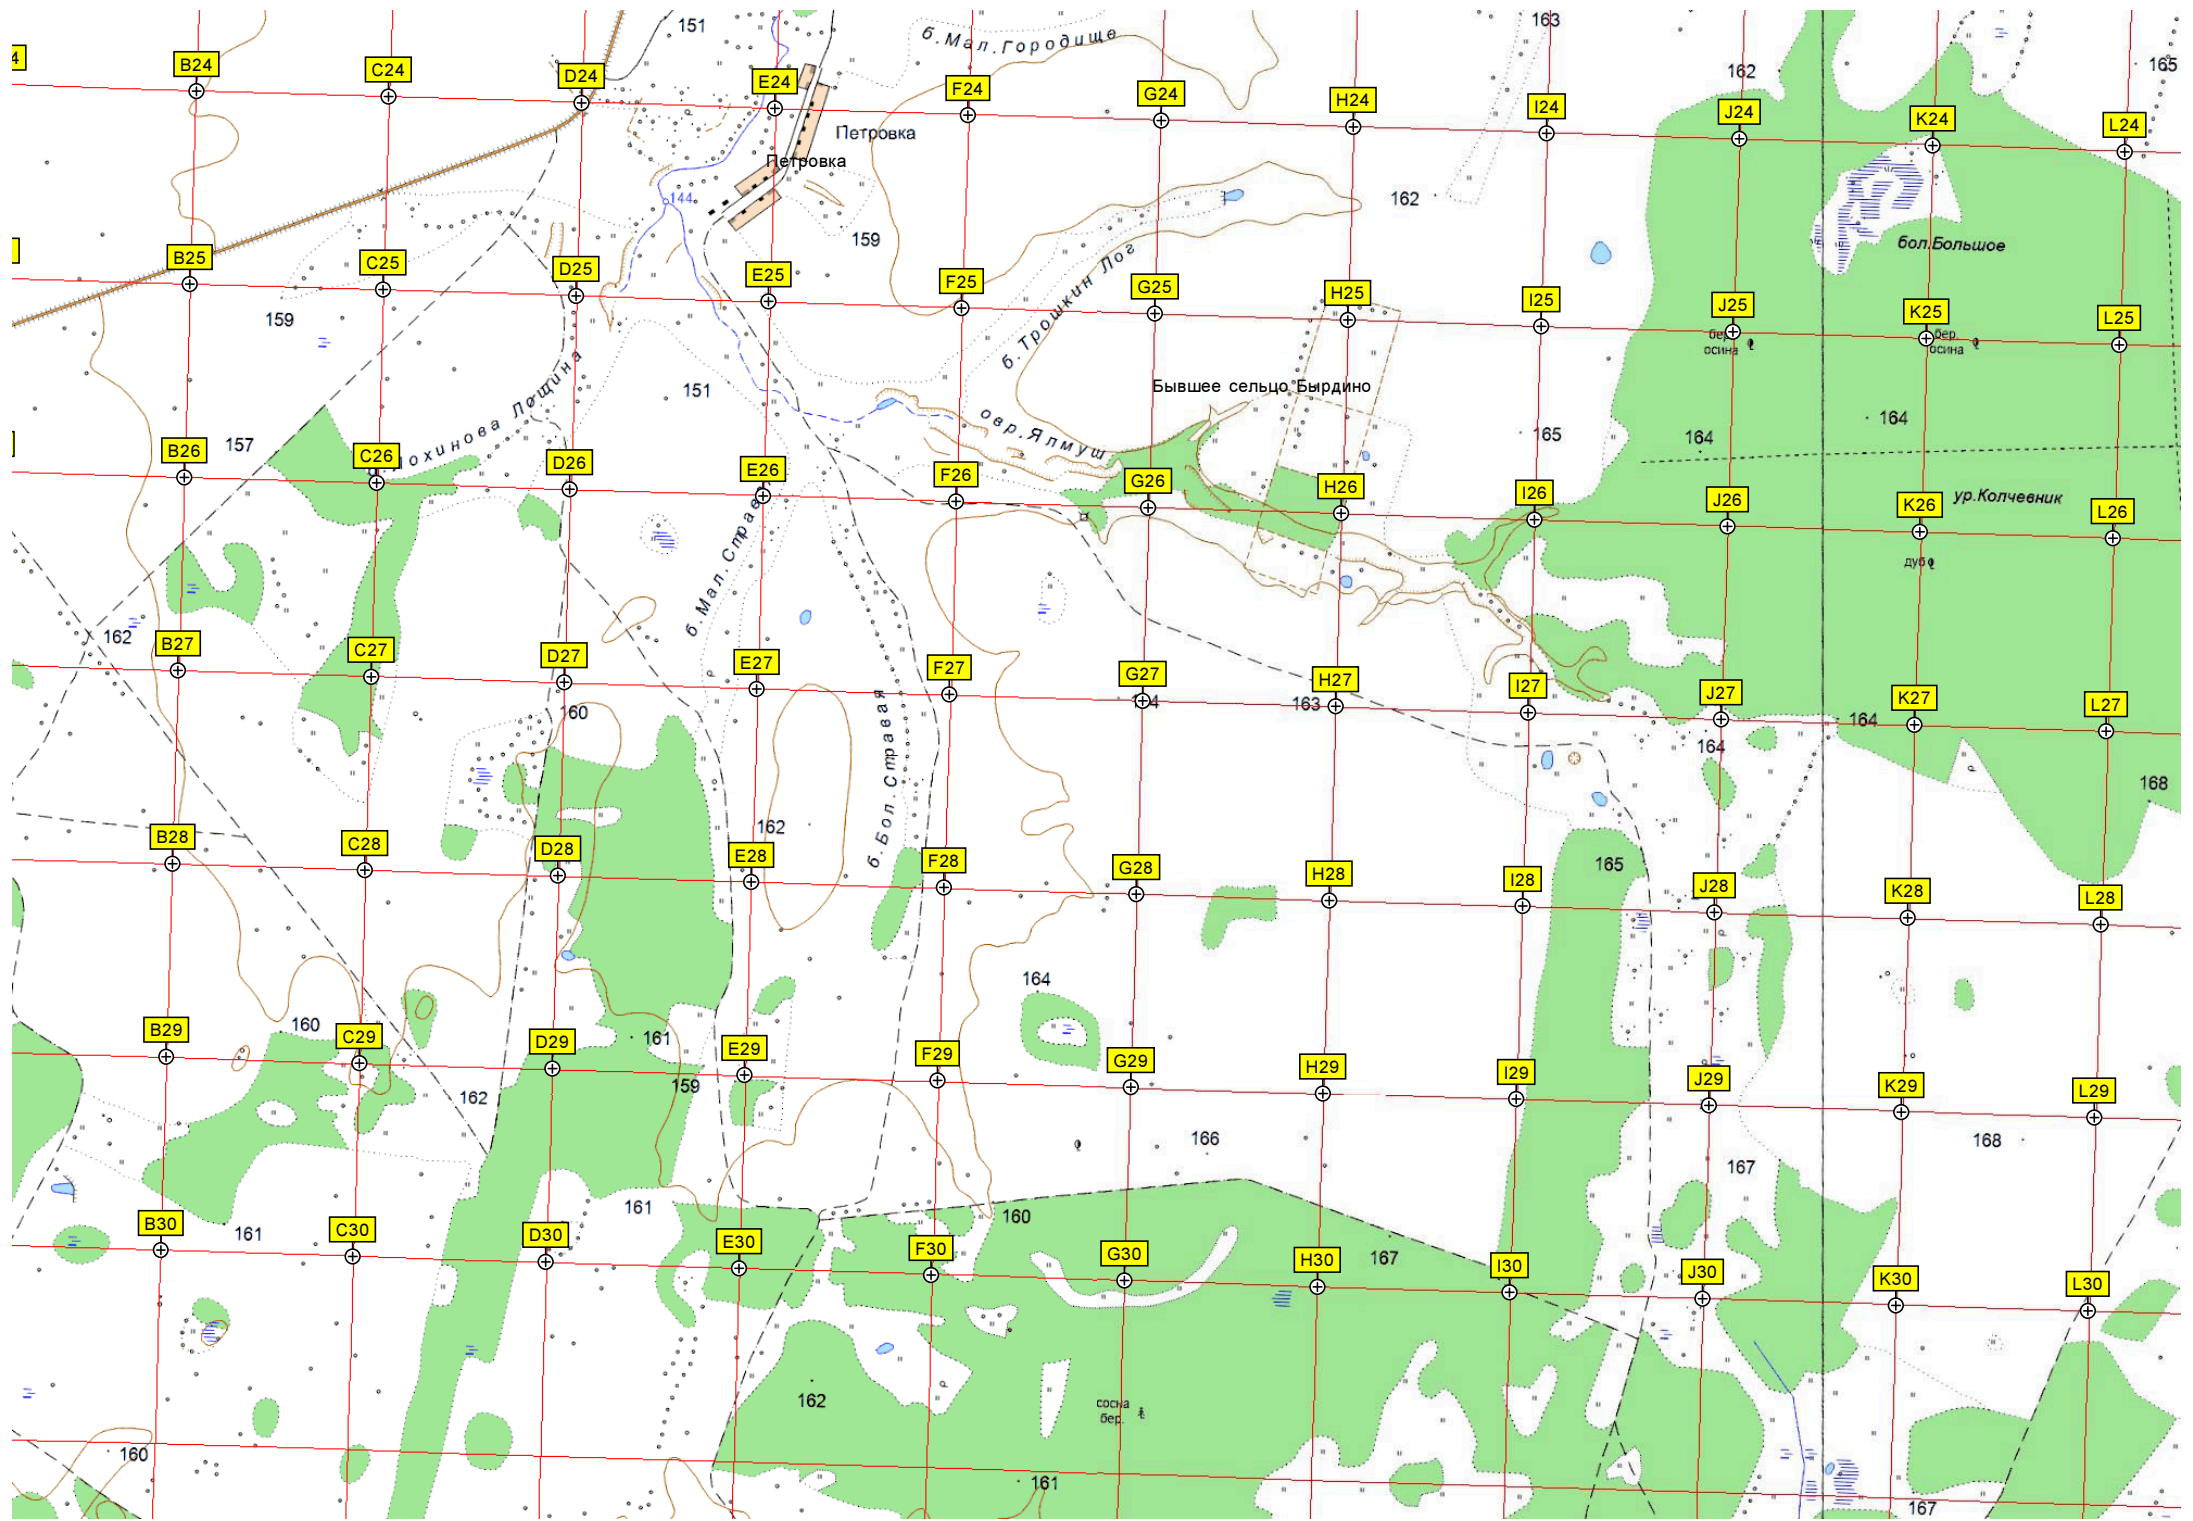 163
151
б.Мал.Городище
4
B24
C24
D24
E24
F24
G24
H24
I24
162
J24
K24
L24
165
Петровка
Петровка
144
162
159
бол.Большое
B25
C25
D25
E25
F25
G25
H25
I25
J25
K25
L25
159
б.Трошкин Лог
бер.
осина
бер.
осина
151
Бывшее сельцо Бырдино
Лощина
157
овр.Ялмуш
165
164
164
B26
C26
D26
E26
F26
G26
H26
I26
J26
K26
L26
ур.Колчевник
дуб
б.Мал.Страв
162
B27
C27
D27
E27
F27
G27
H27
I27
J27
K27
L27
160
163
164
164
б.Бол.Стравая
168
162
165
B28
C28
D28
E28
F28
G28
H28
I28
J28
K28
L28
164
160
161
B29
C29
D29
E29
F29
G29
H29
I29
J29
K29
L29
159
162
166
168
167
161
161
160
167
B30
C30
D30
E30
F30
G30
H30
I30
J30
K30
L30
162
сосна
бер.
160
161
167